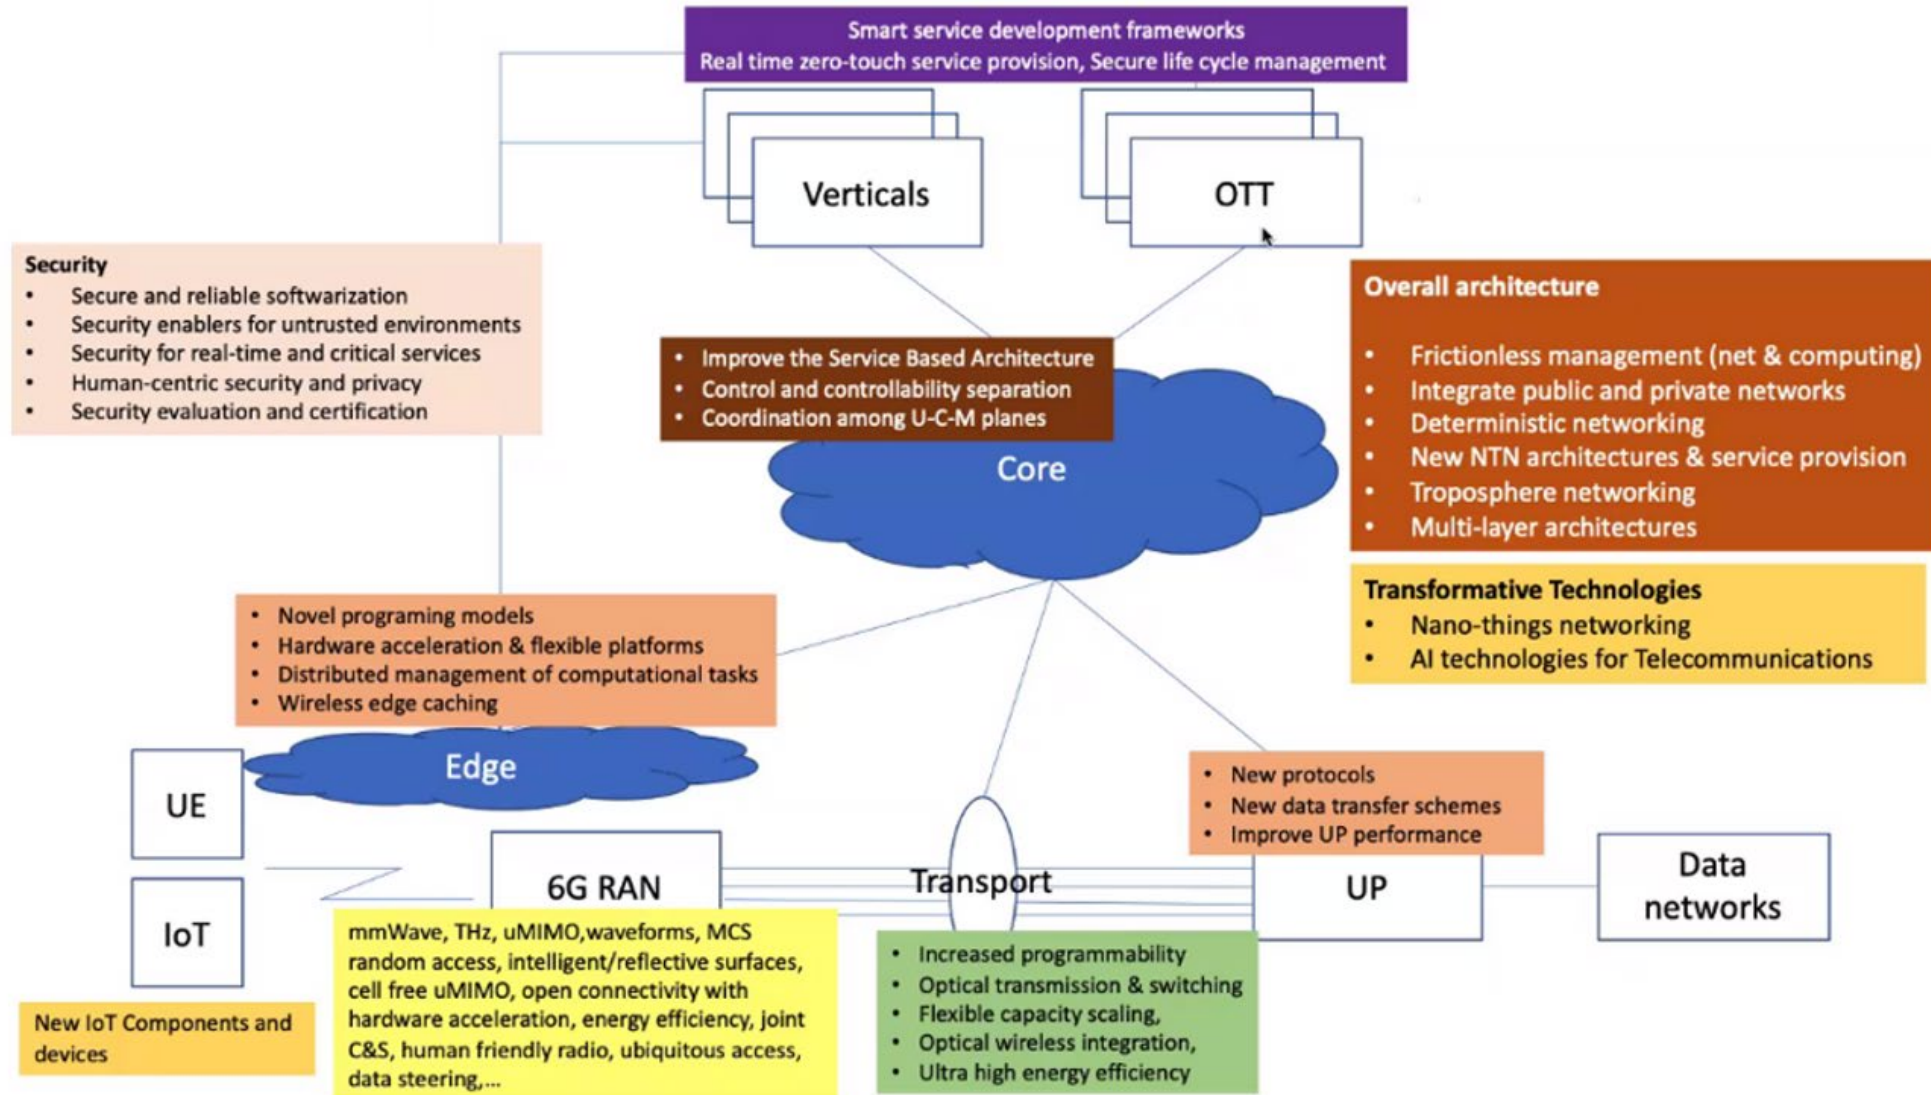 Smart service development frameworks
Real time zero-touch service provision, Secure life cycle management
Verticals
OTT
Security
• Secure and reliable softwarization
• Security enablers for untrusted environments
• Security for real-time and critical services
• Human-centric security and privacy
• Security evaluation and certification
• Improve the Service Based Architecture
• Control and controllability separation
• Coordination among U-C-M planes
Core
Overall architecture
• Frictionless management (net & computing)
• Integrate public and private networks
• Deterministic networking
• New NTN architectures & service provision
• Troposphere networking
• Multi-layer architectures
Transformative Technologies
• Nano-things networking
• AI technologies for Telecommunications
• Novel programing models
• Hardware acceleration & flexible platforms
• Distributed management of computational tasks
• Wireless edge caching
Edge
UE
IoT
New IoT Components and
devices
6G RAN
mmWave, THz, uMIMO,waveforms, MCS
random access, intelligent/reflective surfaces,
cell free uMIMO, open connectivity with
hardware acceleration, energy efficiency, joint
C&S, human friendly radio, ubiquitous access,
data steering,...
Transport
• Increased programmability
• Optical transmission & switching
• Flexible capacity scaling,
• Optical wireless integration,
• Ultra high energy efficiency
• New protocols
• New data transfer schemes
• Improve UP performance
UP
Data
networks